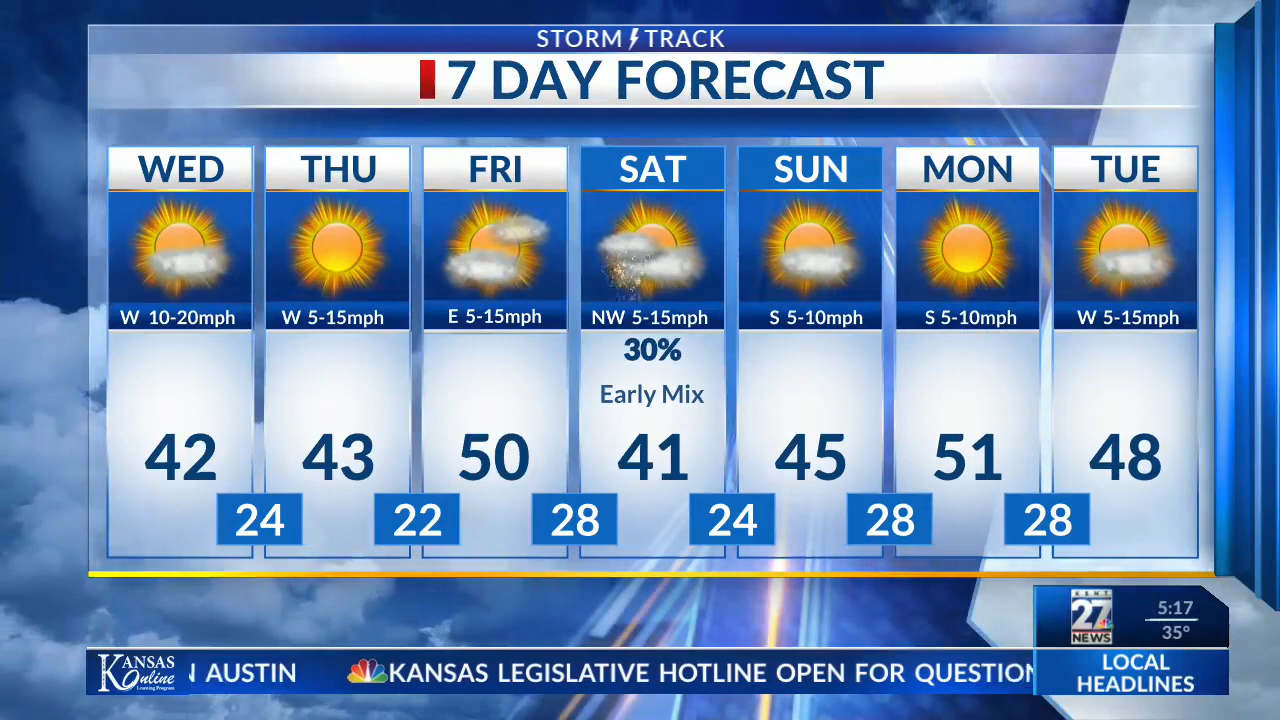 STORM TRACK
7 DAY FORECAST
WED THU FRI SAT SUN MON TUE
W 10-20mph W 5-15mph E 5-15mph NW 5-15mph S 5-10mph S 5-10mph W 5-15mph
30%
Early Mix
42 43 50 41 45 51 48
24 22 28 24 28 28
KSNT
27
NEWS
5:17
35°
KANSAS
Online
Learning Program
N AUSTIN KANSAS LEGISLATIVE HOTLINE OPEN FOR QUESTION
LOCAL
HEADLINES